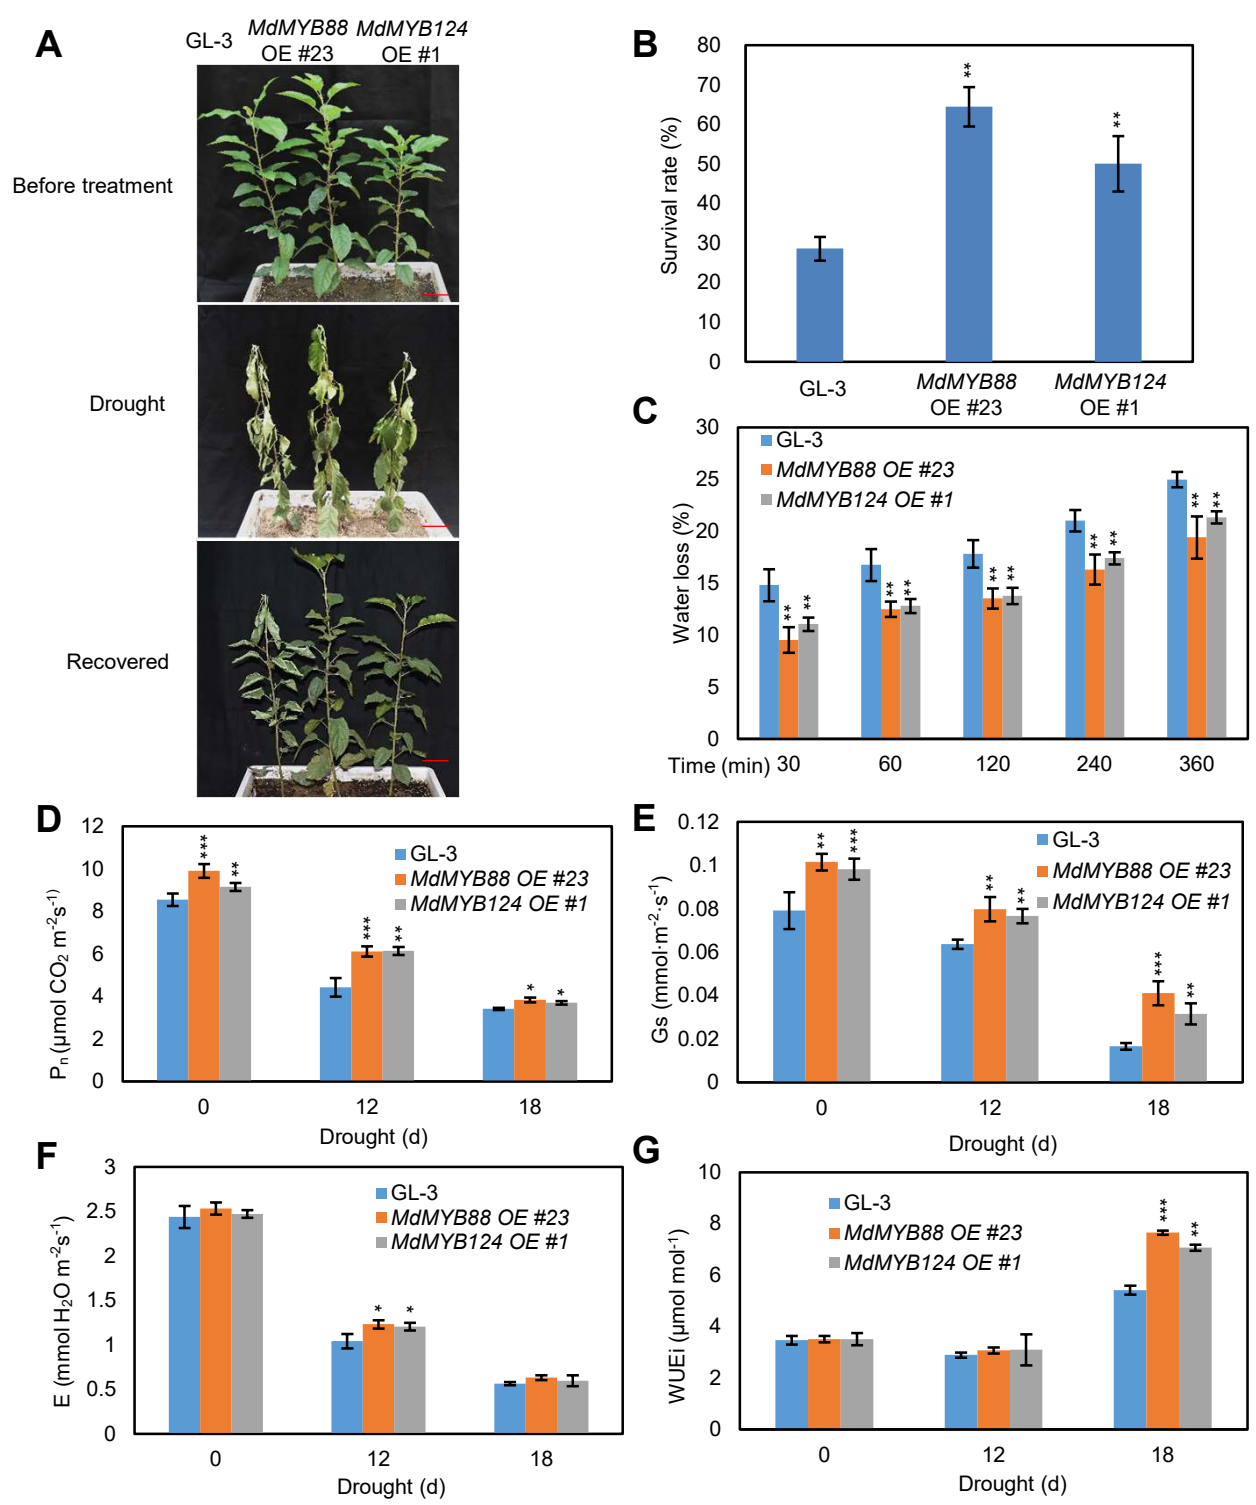 A
GL-3
MdMYB88
OE #23
MdMYB124
OE #1
Before treatment
Drought
Recovered
B
Survival rate (%)
80
70
60
50
40
30
20
10
0
**
**
GL-3
MdMYB88
OE #23
MdMYB124
OE #1
C
Water loss (%)
30
25
20
15
10
5
0
GL-3
MdMYB88 OE #23
MdMYB124 OE #1
**
**
**
**
**
**
**
**
**
**
Time (min) 30 60 120 240 360
D
Pn (μmol CO2 m-2s-1)
12
10
8
6
4
2
0
GL-3
MdMYB88 OE #23
MdMYB124 OE #1
***
**
***
**
*
*
0 12 18
Drought (d)
E
Gs (mmol·m-2·s-1)
0.12
0.1
0.08
0.06
0.04
0.02
0
GL-3
MdMYB88 OE #23
MdMYB124 OE #1
**
***
**
**
***
**
0 12 18
Drought (d)
F
E (mmol H2O m-2s-1)
3
2.5
2
1.5
1
0.5
0
GL-3
MdMYB88 OE #23
MdMYB124 OE #1
*
*
0 12 18
Drought (d)
G
WUEi (μmol mol-1)
10
8
6
4
2
0
GL-3
MdMYB88 OE #23
MdMYB124 OE #1
***
**
0 12 18
Drought (d)